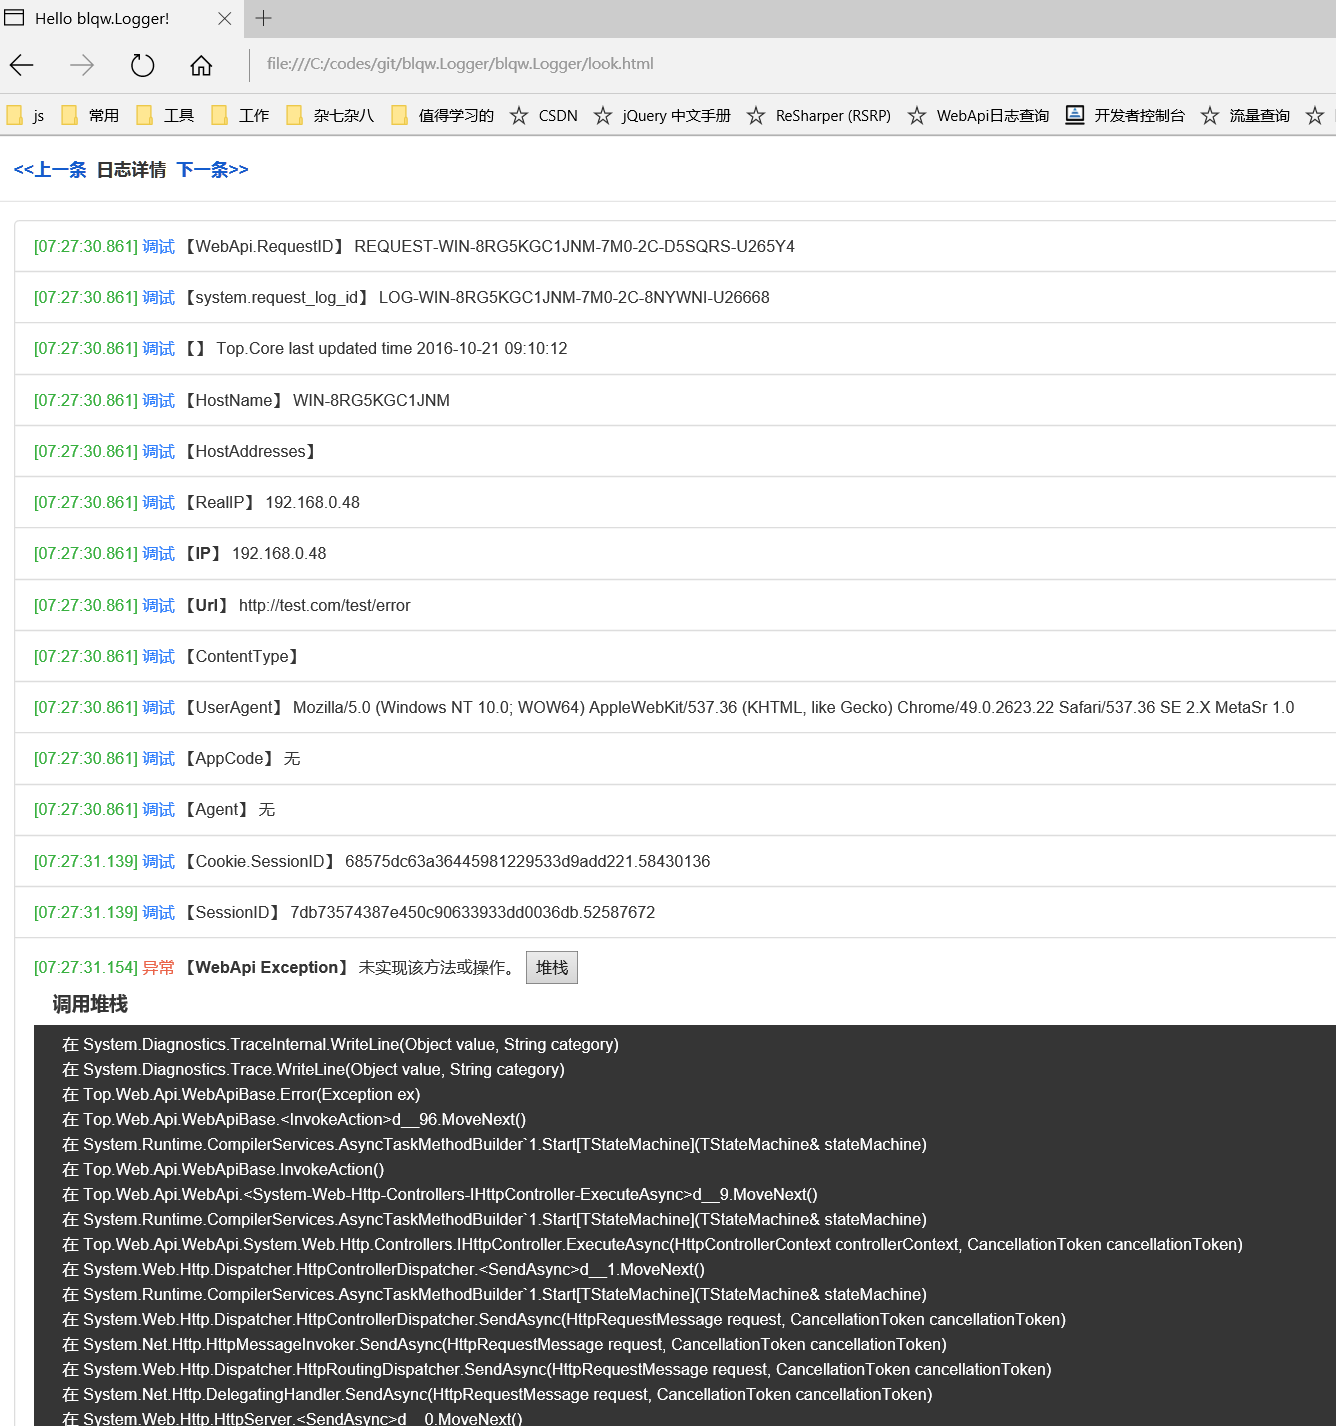 Hello blqw.Logger!
file:///C:/codes/git/blqw.Logger/blqw.Logger/look.html
js 常用 工具 工作 杂七杂八 值得学习的 CSDN jQuery 中文手册 ReSharper (RSRP) WebApi日志查询 开发者控制台 流量查询
<<上一条 日志详情 下一条>>
[07:27:30.861] 调试 【WebApi.RequestID】 REQUEST-WIN-8RG5KGC1JNM-7M0-2C-D5SQRS-U265Y4
[07:27:30.861] 调试 【system.request_log_id】 LOG-WIN-8RG5KGC1JNM-7M0-2C-8NYWNI-U26668
[07:27:30.861] 调试 【】 Top.Core last updated time 2016-10-21 09:10:12
[07:27:30.861] 调试 【HostName】 WIN-8RG5KGC1JNM
[07:27:30.861] 调试 【HostAddresses】
[07:27:30.861] 调试 【RealIP】 192.168.0.48
[07:27:30.861] 调试 【IP】 192.168.0.48
[07:27:30.861] 调试 【Url】 http://test.com/test/error
[07:27:30.861] 调试 【ContentType】
[07:27:30.861] 调试 【UserAgent】 Mozilla/5.0 (Windows NT 10.0; WOW64) AppleWebKit/537.36 (KHTML, like Gecko) Chrome/49.0.2623.22 Safari/537.36 SE 2.X MetaSr 1.0
[07:27:30.861] 调试 【AppCode】 无
[07:27:30.861] 调试 【Agent】 无
[07:27:31.139] 调试 【Cookie.SessionID】 68575dc63a36445981229533d9add221.58430136
[07:27:31.139] 调试 【SessionID】 7db73574387e450c90633933dd0036db.52587672
[07:27:31.154] 异常 【WebApi Exception】 未实现该方法或操作。 堆栈
调用堆栈
在 System.Diagnostics.TraceInternal.WriteLine(Object value, String category)
在 System.Diagnostics.Trace.WriteLine(Object value, String category)
在 Top.Web.Api.WebApiBase.Error(Exception ex)
在 Top.Web.Api.WebApiBase.<InvokeAction>d__96.MoveNext()
在 System.Runtime.CompilerServices.AsyncTaskMethodBuilder`1.Start[TStateMachine](TStateMachine& stateMachine)
在 Top.Web.Api.WebApiBase.InvokeAction()
在 Top.Web.Api.WebApi.<System-Web-Http-Controllers-IHttpController-ExecuteAsync>d__9.MoveNext()
在 System.Runtime.CompilerServices.AsyncTaskMethodBuilder`1.Start[TStateMachine](TStateMachine& stateMachine)
在 Top.Web.Api.WebApi.System.Web.Http.Controllers.IHttpController.ExecuteAsync(HttpControllerContext controllerContext, CancellationToken cancellationToken)
在 System.Web.Http.Dispatcher.HttpControllerDispatcher.<SendAsync>d__1.MoveNext()
在 System.Runtime.CompilerServices.AsyncTaskMethodBuilder`1.Start[TStateMachine](TStateMachine& stateMachine)
在 System.Web.Http.Dispatcher.HttpControllerDispatcher.SendAsync(HttpRequestMessage request, CancellationToken cancellationToken)
在 System.Net.Http.HttpMessageInvoker.SendAsync(HttpRequestMessage request, CancellationToken cancellationToken)
在 System.Web.Http.Dispatcher.HttpRoutingDispatcher.SendAsync(HttpRequestMessage request, CancellationToken cancellationToken)
在 System.Net.Http.DelegatingHandler.SendAsync(HttpRequestMessage request, CancellationToken cancellationToken)
在 System.Web.Http.HttpServer.<SendAsync>d__0.MoveNext()